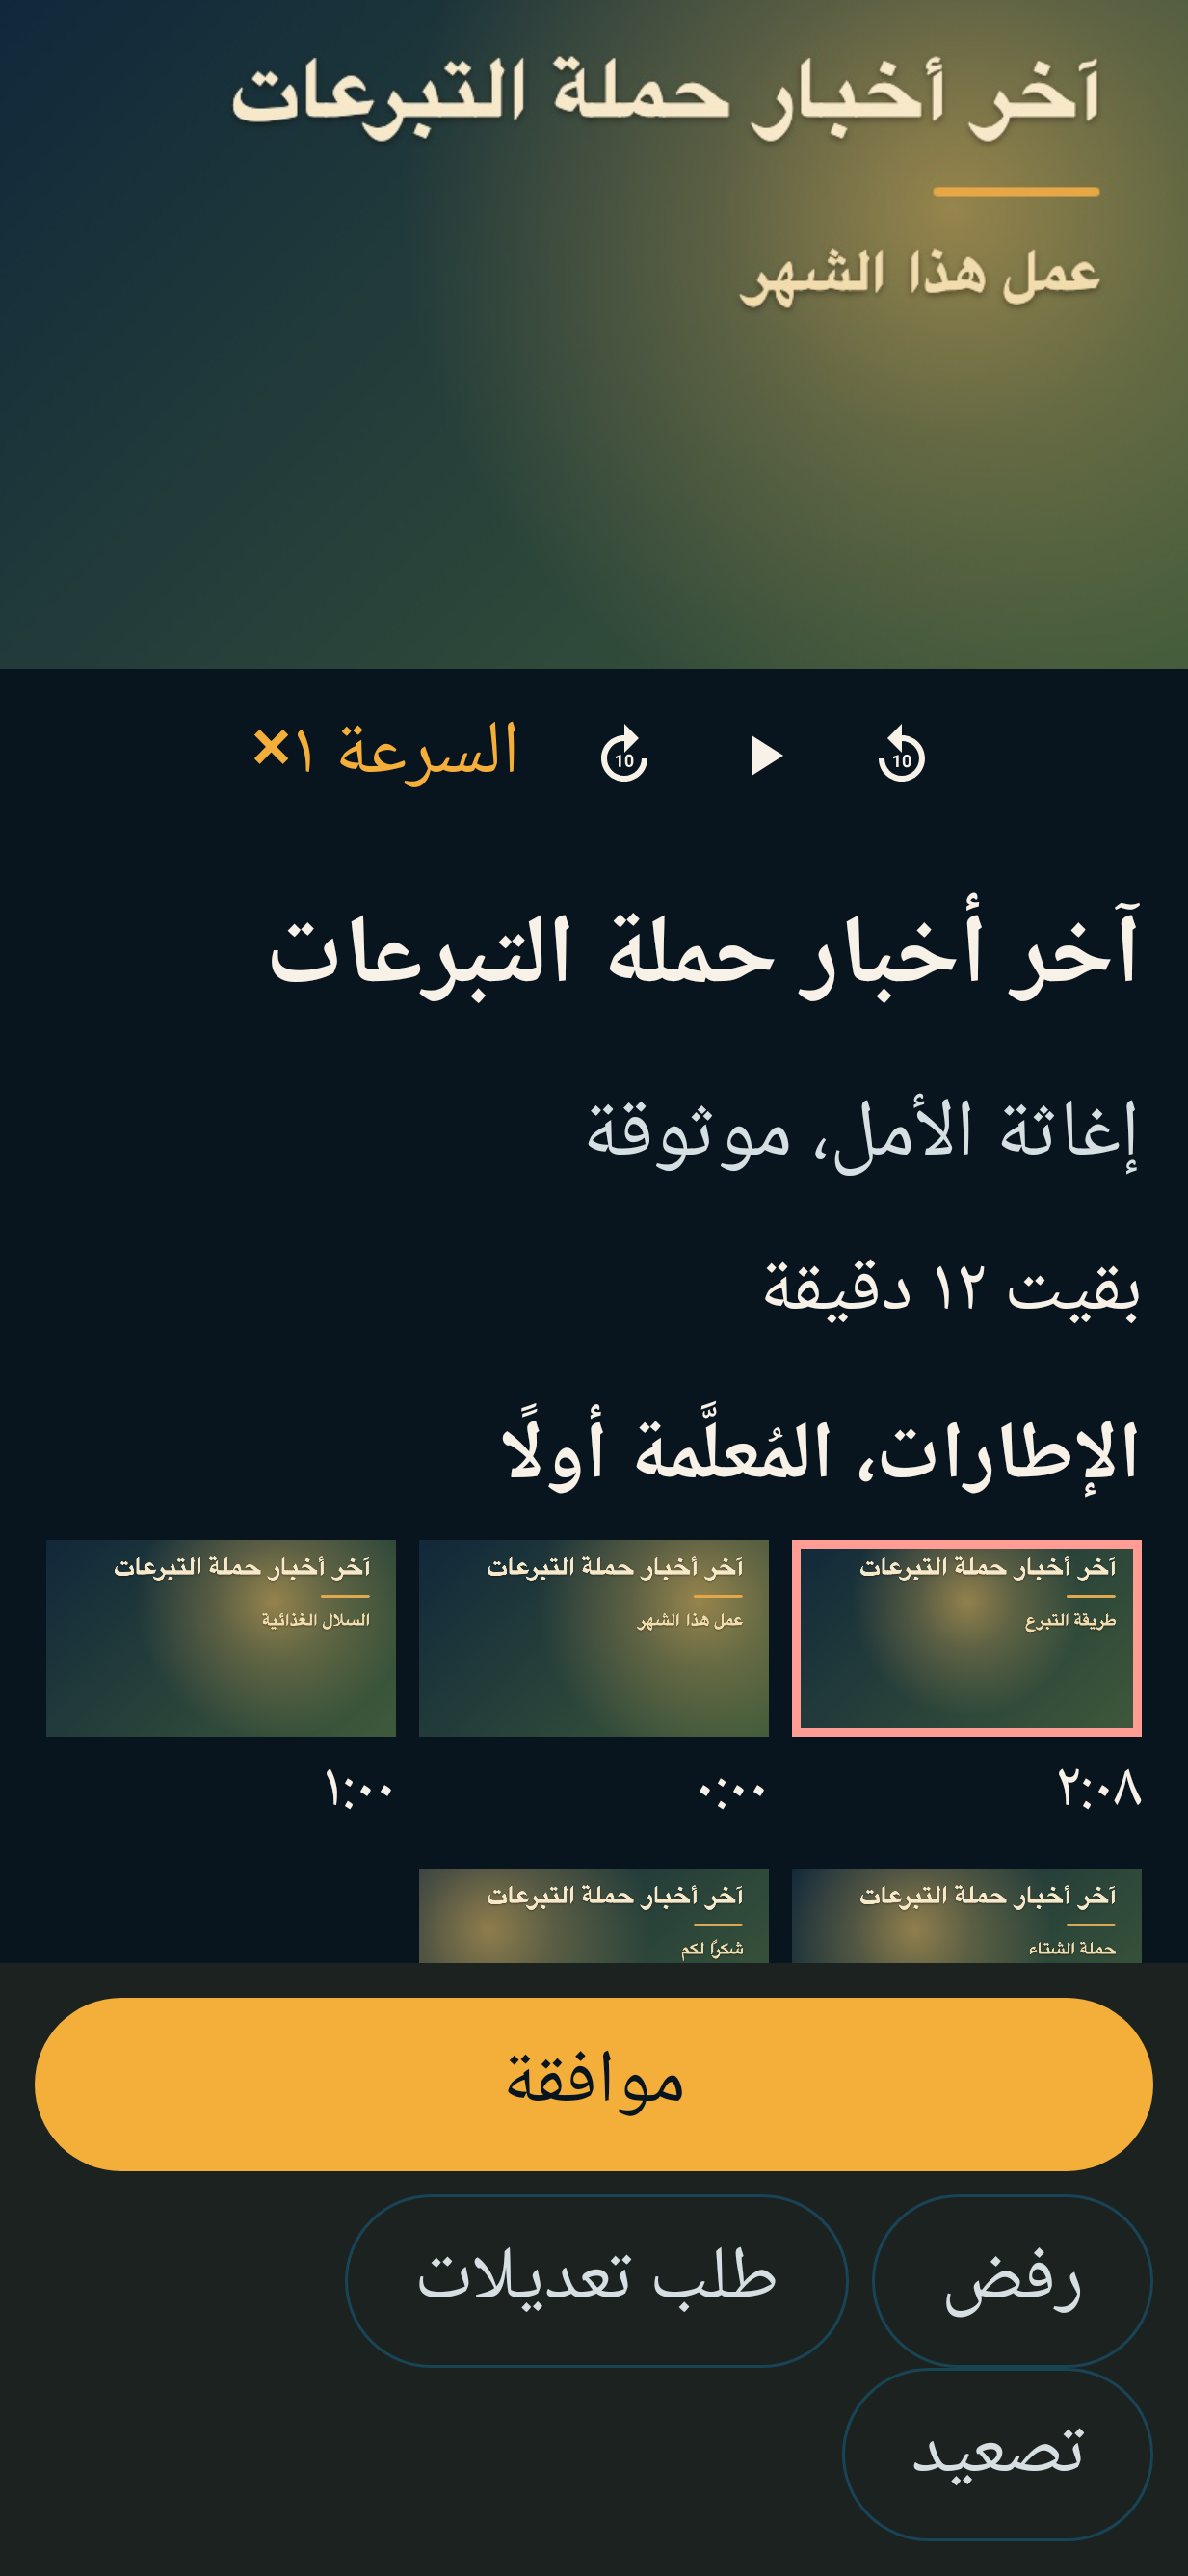 آخر أخبار حملة التبرعات
عمل هذا الشهر
10
10
السرعة ١×
آخر أخبار حملة التبرعات
إغاثة الأمل، موثوقة
بقيت ١٢ دقيقة
الإطارات، المُعلَّمة أولًا
آخر أخبار حملة التبرعات
طريقة التبرع
٢:٠٨
آخر أخبار حملة التبرعات
عمل هذا الشهر
٠:٠٠
آخر أخبار حملة التبرعات
السلال الغذائية
١:٠٠
آخر أخبار حملة التبرعات
حملة الشتاء
آخر أخبار حملة التبرعات
شكرًا لكم
موافقة
رفض
طلب تعديلات
تصعيد